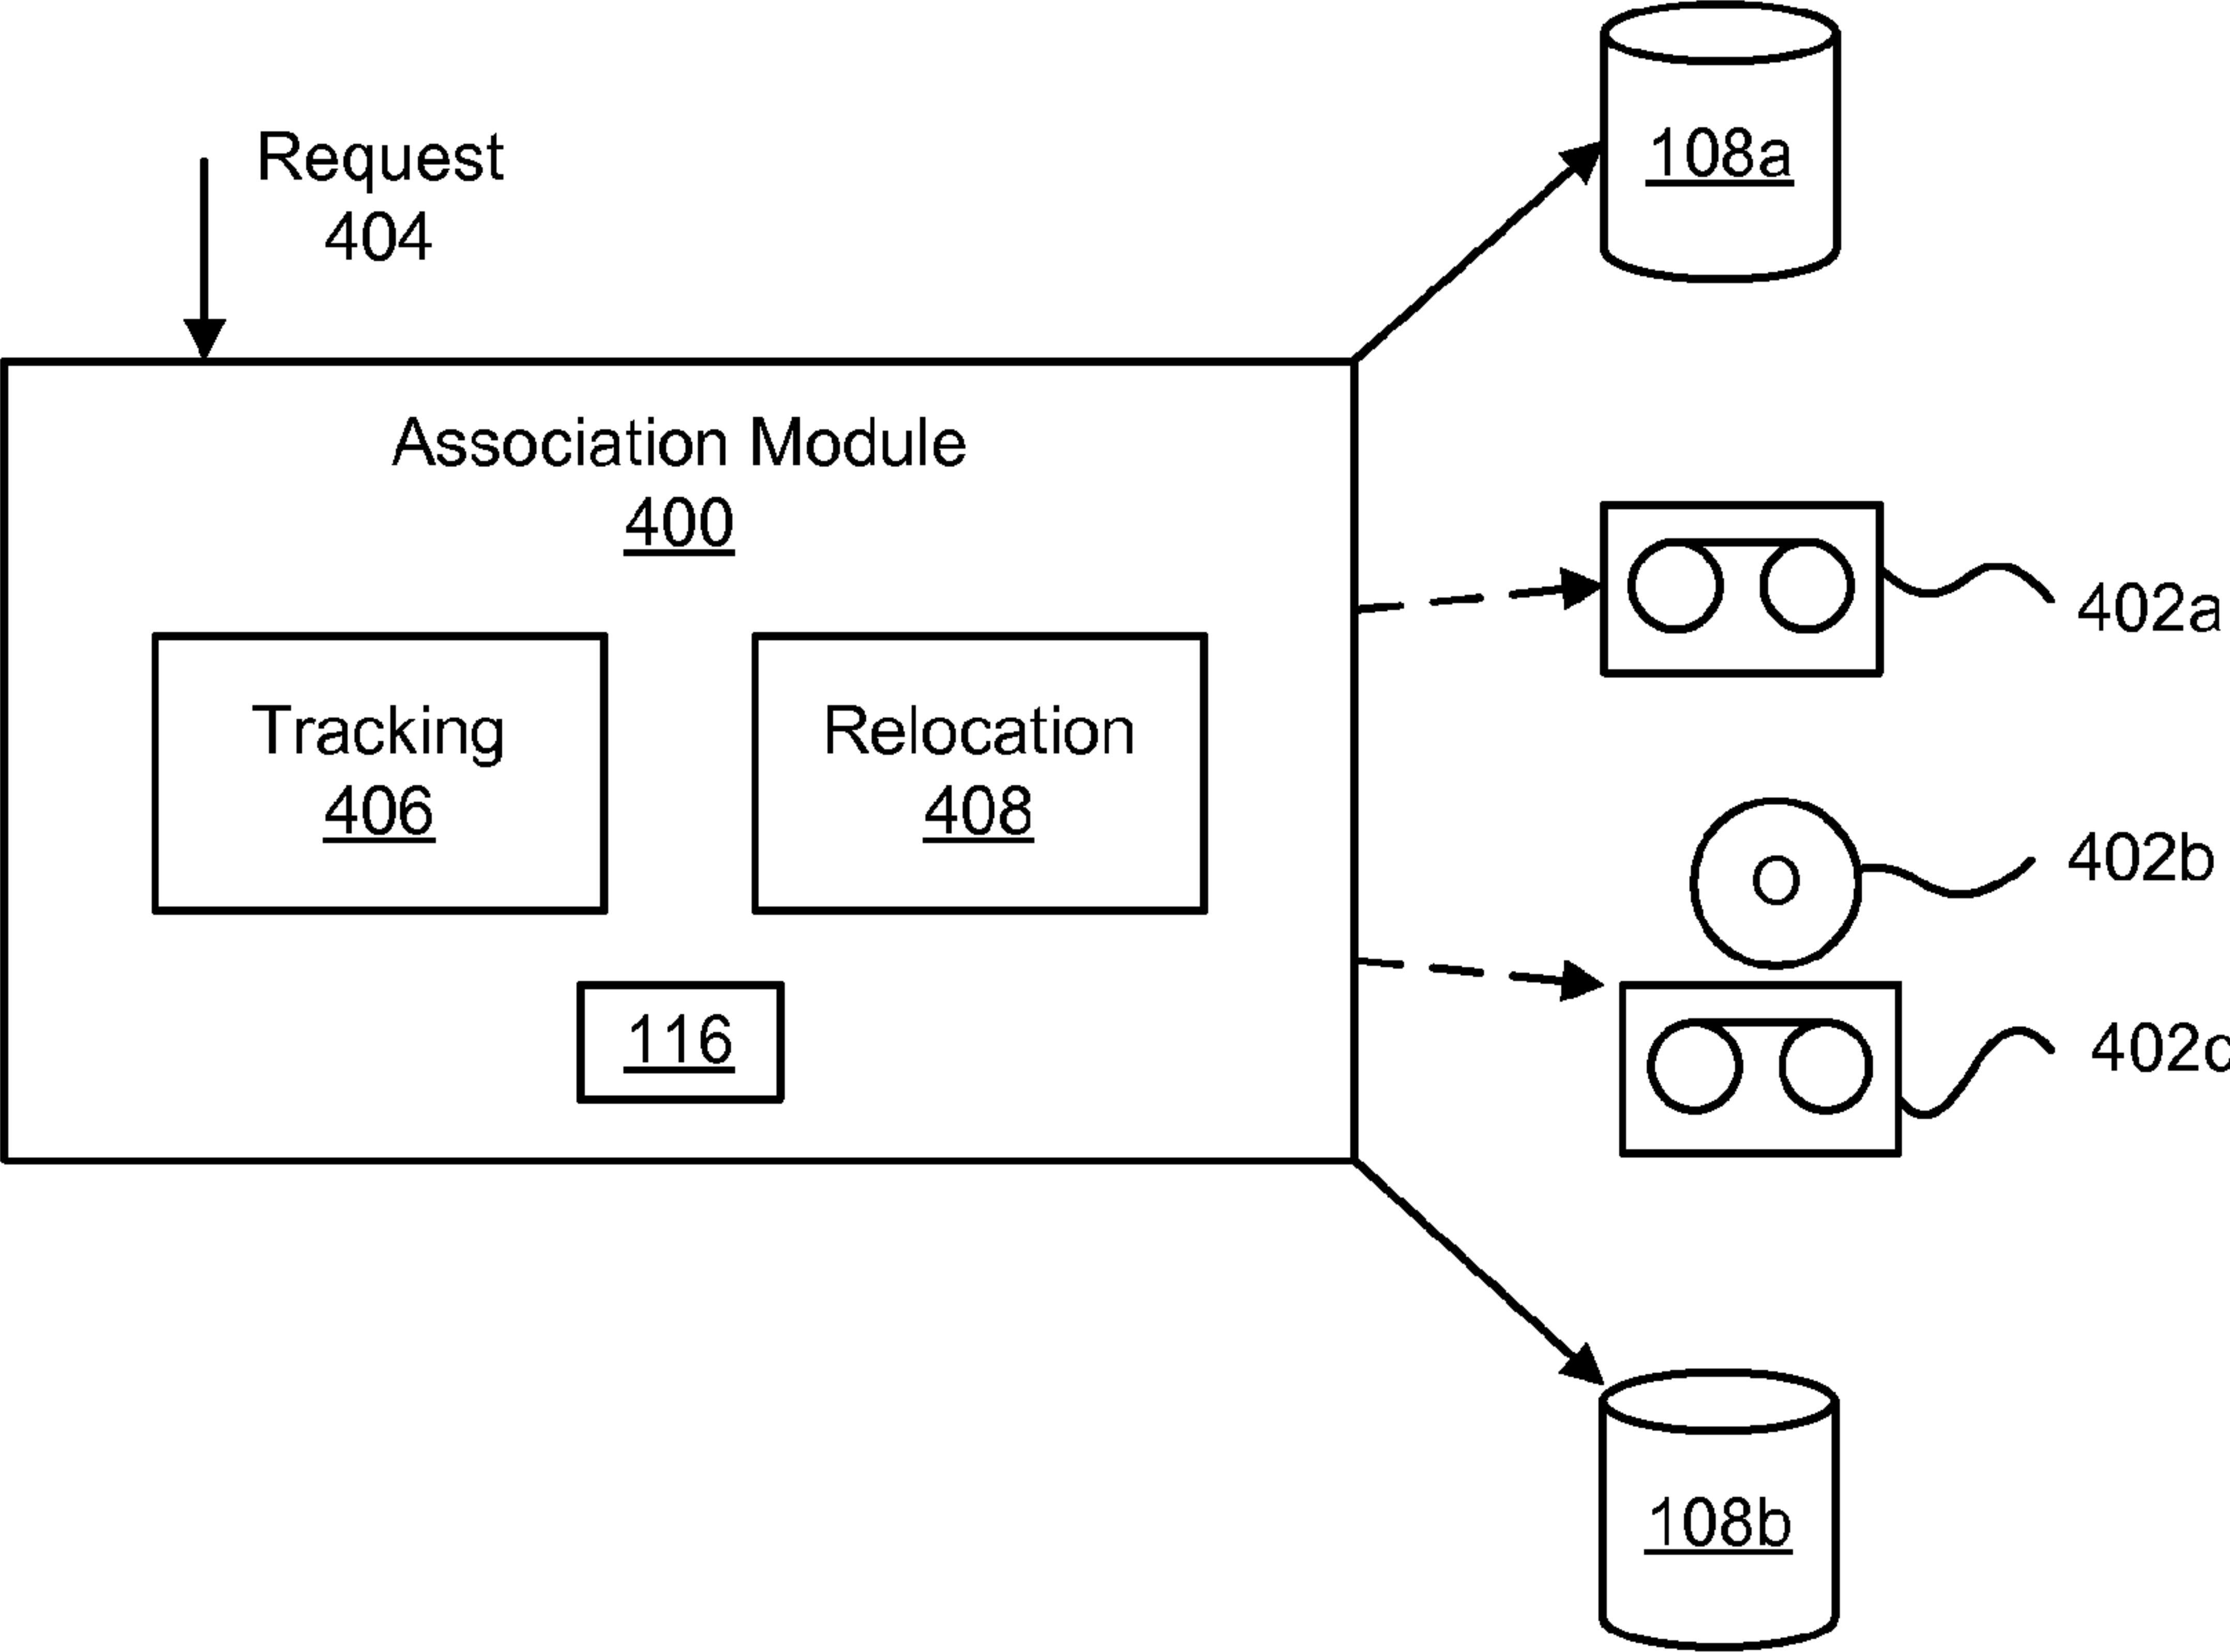 Request
404
108a
Association Module
400
402a
Tracking
406
Relocation
408
402b
116
402c
108b